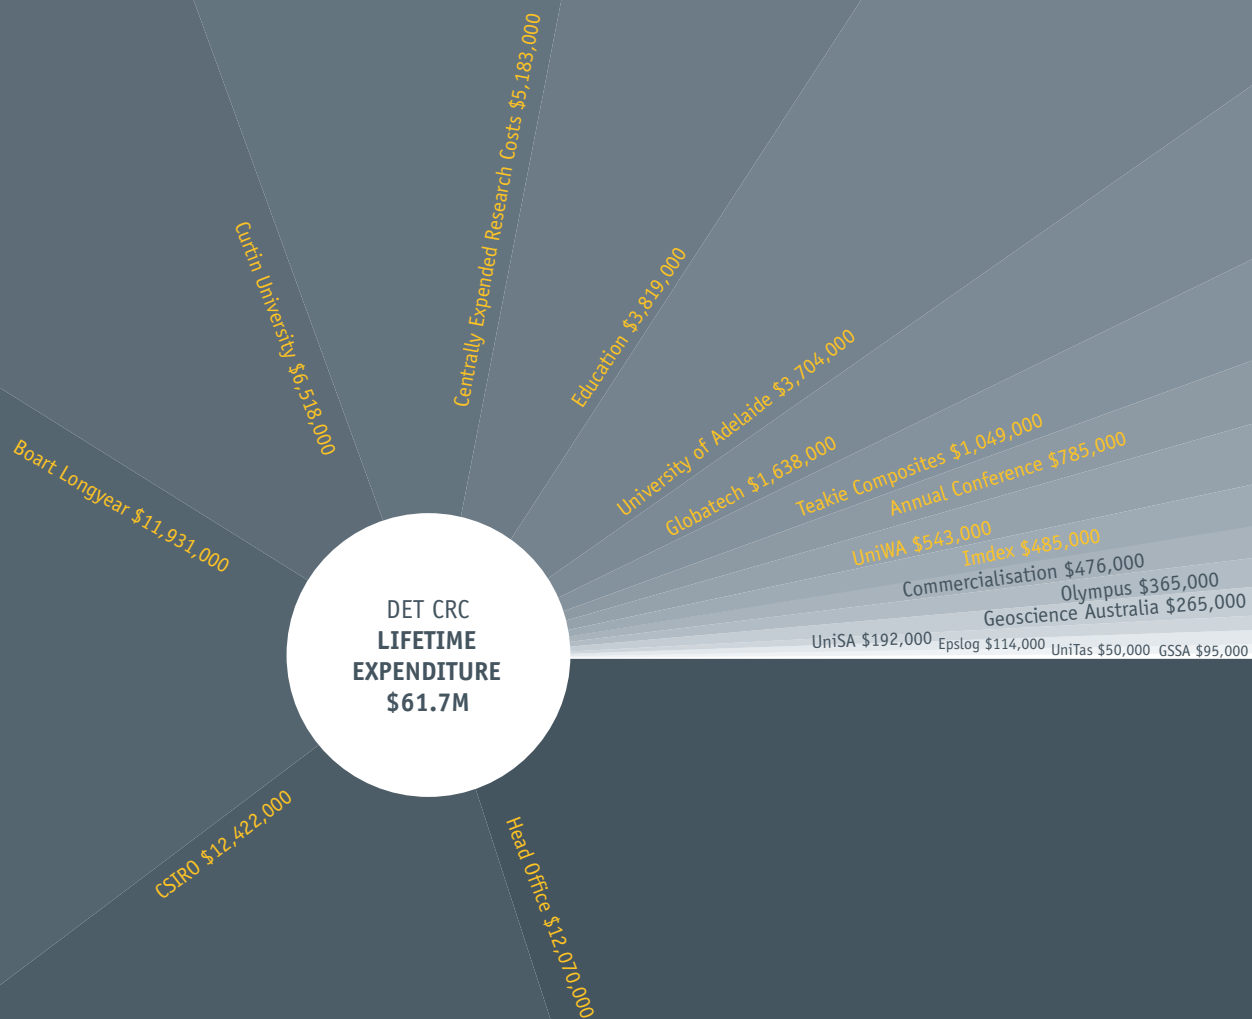 Centrally Expended Research Costs $5,183,000
Curtin University $6,518,000
Education $3,819,000
University of Adelaide $3,704,000
Globatech $1,638,000
Teakie Composites $1,049,000
Annual Conference $785,000
UniWA $543,000
Imdex $485,000
Commercialisation $476,000
Olympus $365,000
Geoscience Australia $265,000
UniSA $192,000
Epslog $114,000
UniTas $50,000
GSSA $95,000
Boart Longyear $11,931,000
DET CRC
LIFETIME
EXPENDITURE
$61.7M
CSIRO $12,422,000
Head Office $12,070,000